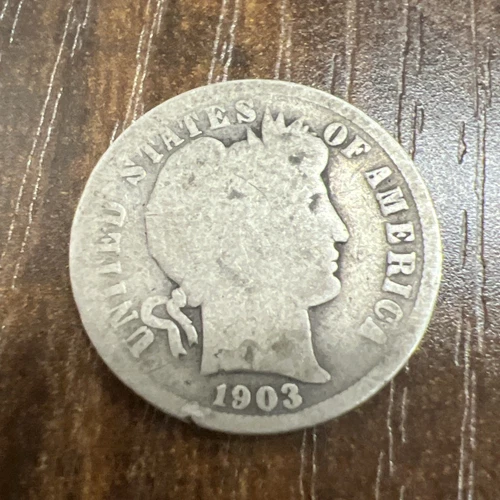 UNITED STATES OF AMERICA
1903